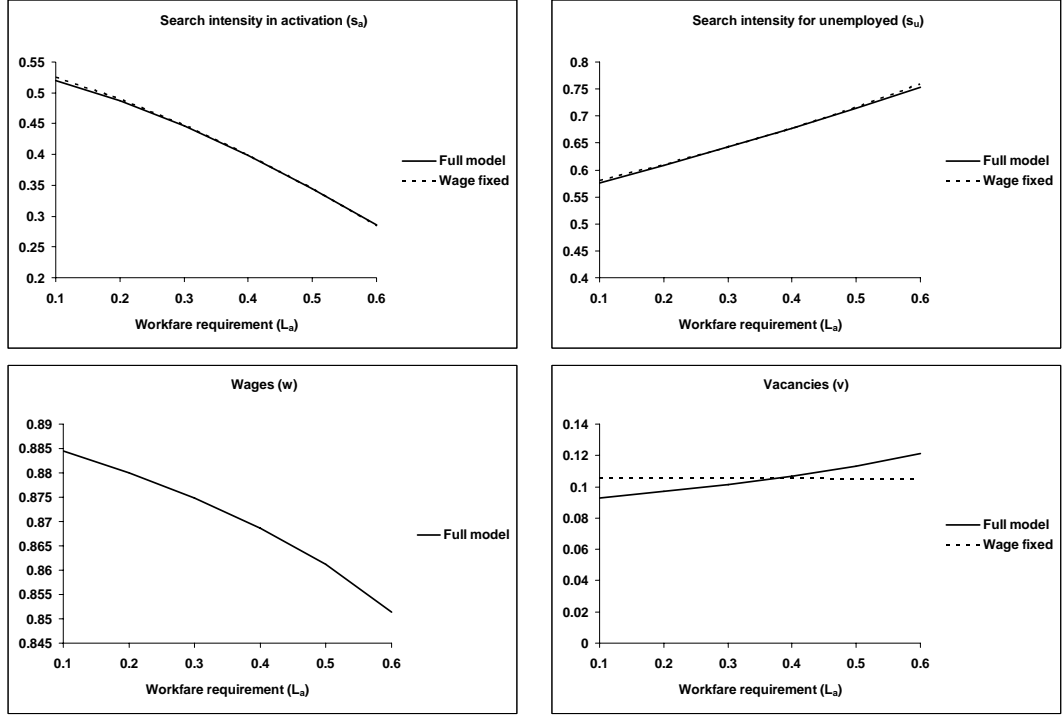 Search intensity in activation (sₐ)
0.55
0.5
0.45
0.4
0.35
0.3
0.25
0.2
0.1 0.2 0.3 0.4 0.5 0.6
Workfare requirement (Lₐ)
Full model
Wage fixed
Search intensity for unemployed (sᵤ)
0.8
0.75
0.7
0.65
0.6
0.55
0.5
0.45
0.4
0.1 0.2 0.3 0.4 0.5 0.6
Workfare requirement (Lₐ)
Full model
Wage fixed
Wages (w)
0.89
0.885
0.88
0.875
0.87
0.865
0.86
0.855
0.85
0.845
0.1 0.2 0.3 0.4 0.5 0.6
Workfare requirement (Lₐ)
Full model
Vacancies (v)
0.14
0.12
0.1
0.08
0.06
0.04
0.02
0
0.1 0.2 0.3 0.4 0.5 0.6
Workfare requirement (Lₐ)
Full model
Wage fixed